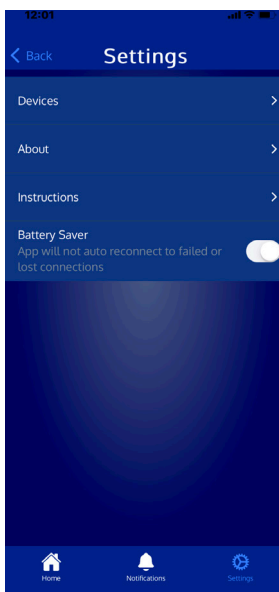 12:01
Back
Settings
Devices
About
Instructions
Battery Saver
App will not auto reconnect to failed or
lost connections
Home
Notifications
Settings